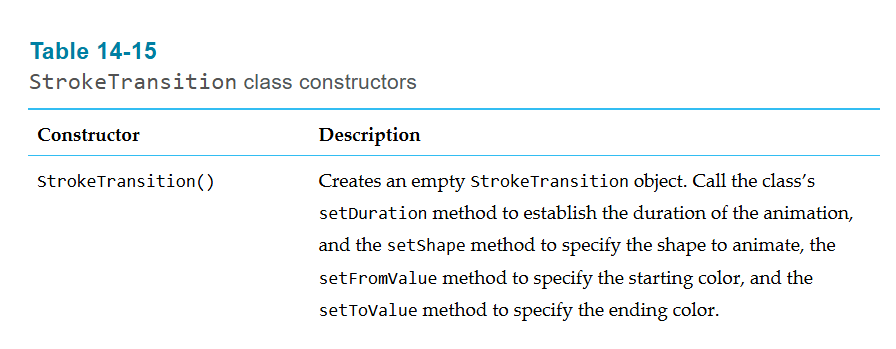 Table 14-15
StrokeTransition class constructors
Constructor Description
StrokeTransition() Creates an empty StrokeTransition object. Call the class’s
setDuration method to establish the duration of the animation,
and the setShape method to specify the shape to animate, the
setFromValue method to specify the starting color, and the
setToValue method to specify the ending color.